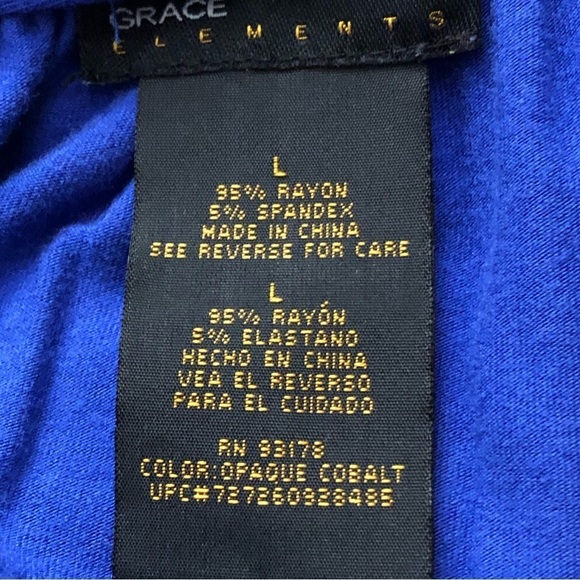 GRACE
ELEMENTS
L
95% RAYON
5% SPANDEX
MADE IN CHINA
SEE REVERSE FOR CARE
L
95% RAYÓN
5% ELASTANO
HECHO EN CHINA
VEA EL REVERSO
PARA EL CUIDADO
RN 93178
COLOR:OPAQUE COBALT
UPC#727260928485